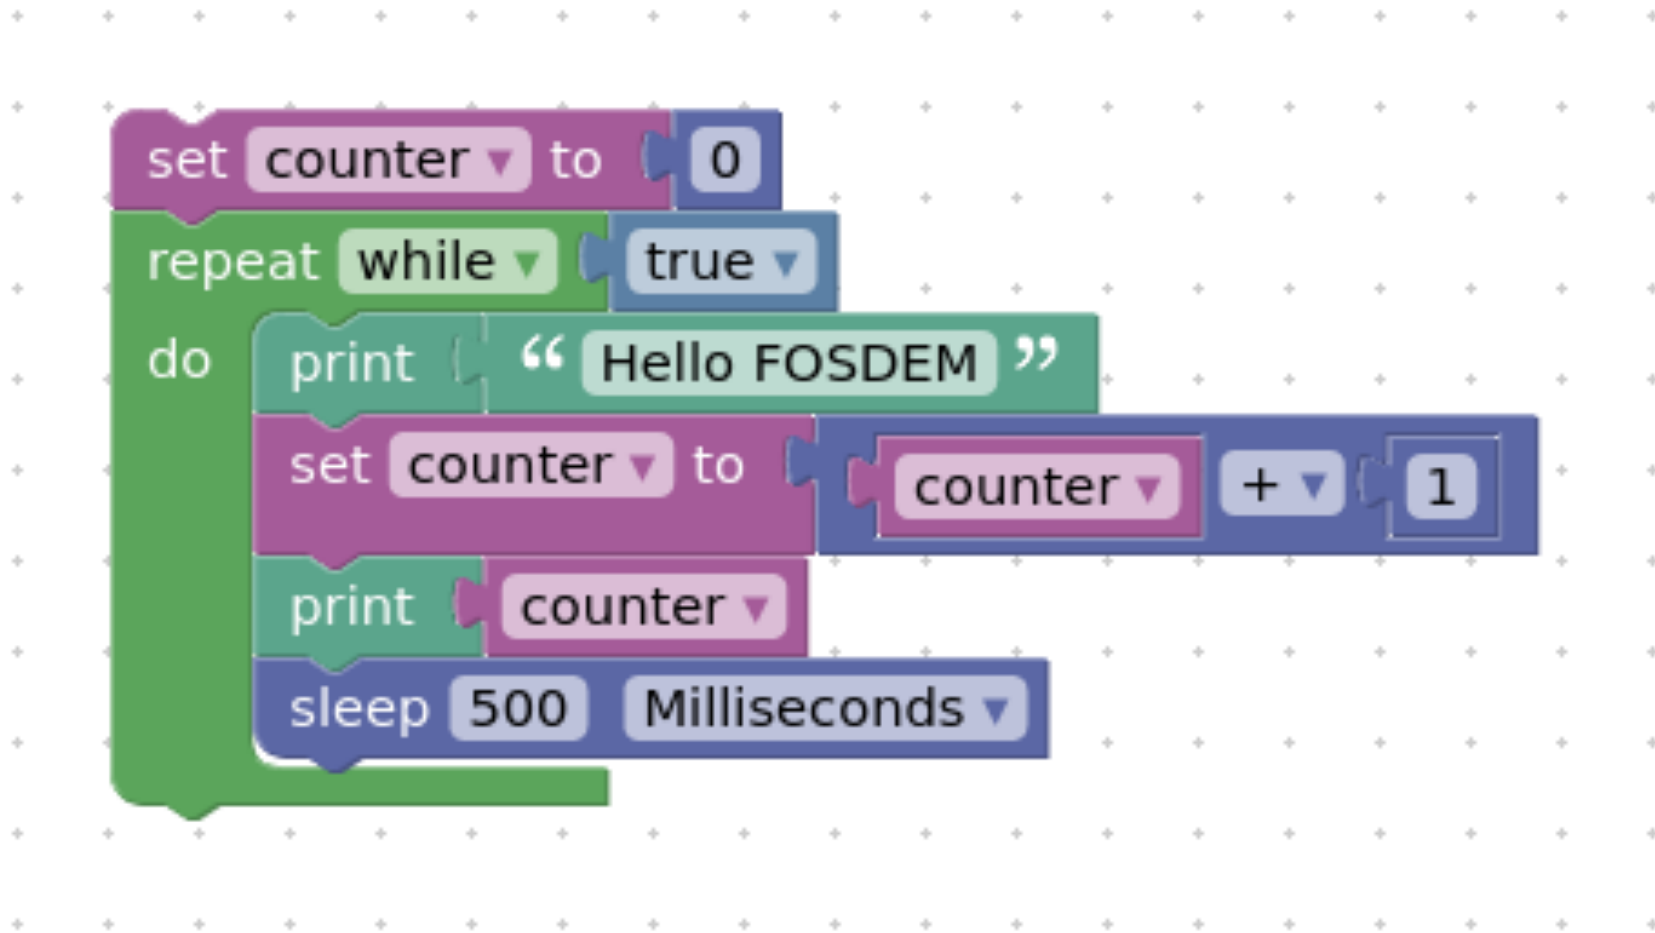 set counter ▾ to 0
repeat while ▾ true ▾
do print “ Hello FOSDEM ”
set counter ▾ to counter ▾ + ▾ 1
print counter ▾
sleep 500 Milliseconds ▾